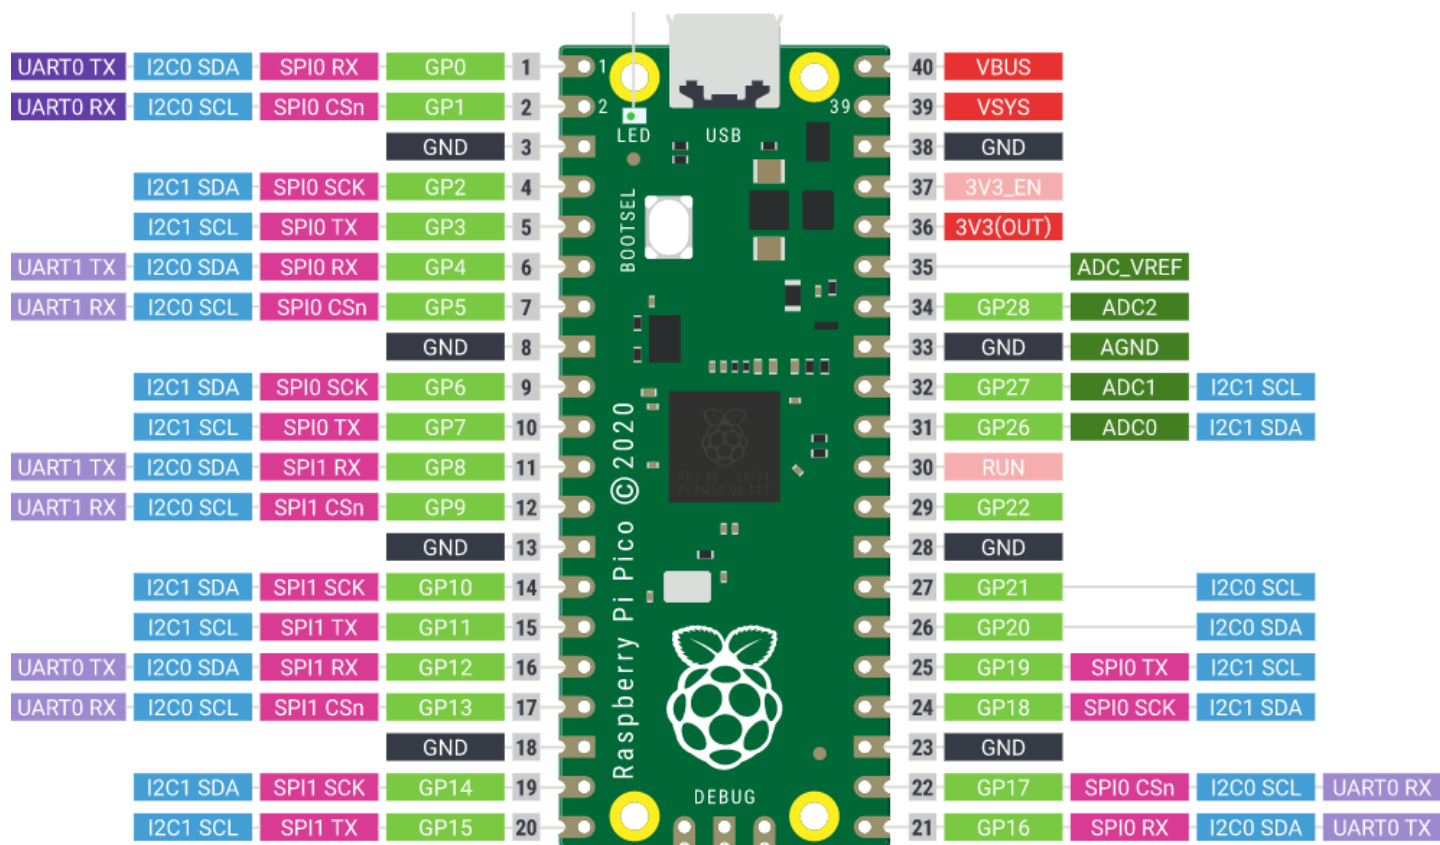 UART0 TX I2C0 SDA SPI0 RX GP0 1 1 40 VBUS
UART0 RX I2C0 SCL SPI0 CSn GP1 2 2 39 39 VSYS
LED USB
GND 3 38 GND
I2C1 SDA SPI0 SCK GP2 4 37 3V3_EN
I2C1 SCL SPI0 TX GP3 5 36 3V3(OUT)
BOOTSEL
UART1 TX I2C0 SDA SPI0 RX GP4 6 35 ADC_VREF
UART1 RX I2C0 SCL SPI0 CSn GP5 7 34 GP28 ADC2
GND 8 33 GND AGND
I2C1 SDA SPI0 SCK GP6 9 32 GP27 ADC1 I2C1 SCL
I2C1 SCL SPI0 TX GP7 10 31 GP26 ADC0 I2C1 SDA
UART1 TX I2C0 SDA SPI1 RX GP8 11 30 RUN
UART1 RX I2C0 SCL SPI1 CSn GP9 12 29 GP22
GND 13 28 GND
I2C1 SDA SPI1 SCK GP10 14 27 GP21 I2C0 SCL
I2C1 SCL SPI1 TX GP11 15 26 GP20 I2C0 SDA
Raspberry Pi Pico ©2020
UART0 TX I2C0 SDA SPI1 RX GP12 16 25 GP19 SPI0 TX I2C1 SCL
UART0 RX I2C0 SCL SPI1 CSn GP13 17 24 GP18 SPI0 SCK I2C1 SDA
GND 18 23 GND
I2C1 SDA SPI1 SCK GP14 19 22 GP17 SPI0 CSn I2C0 SCL UART0 RX
DEBUG
I2C1 SCL SPI1 TX GP15 20 21 GP16 SPI0 RX I2C0 SDA UART0 TX